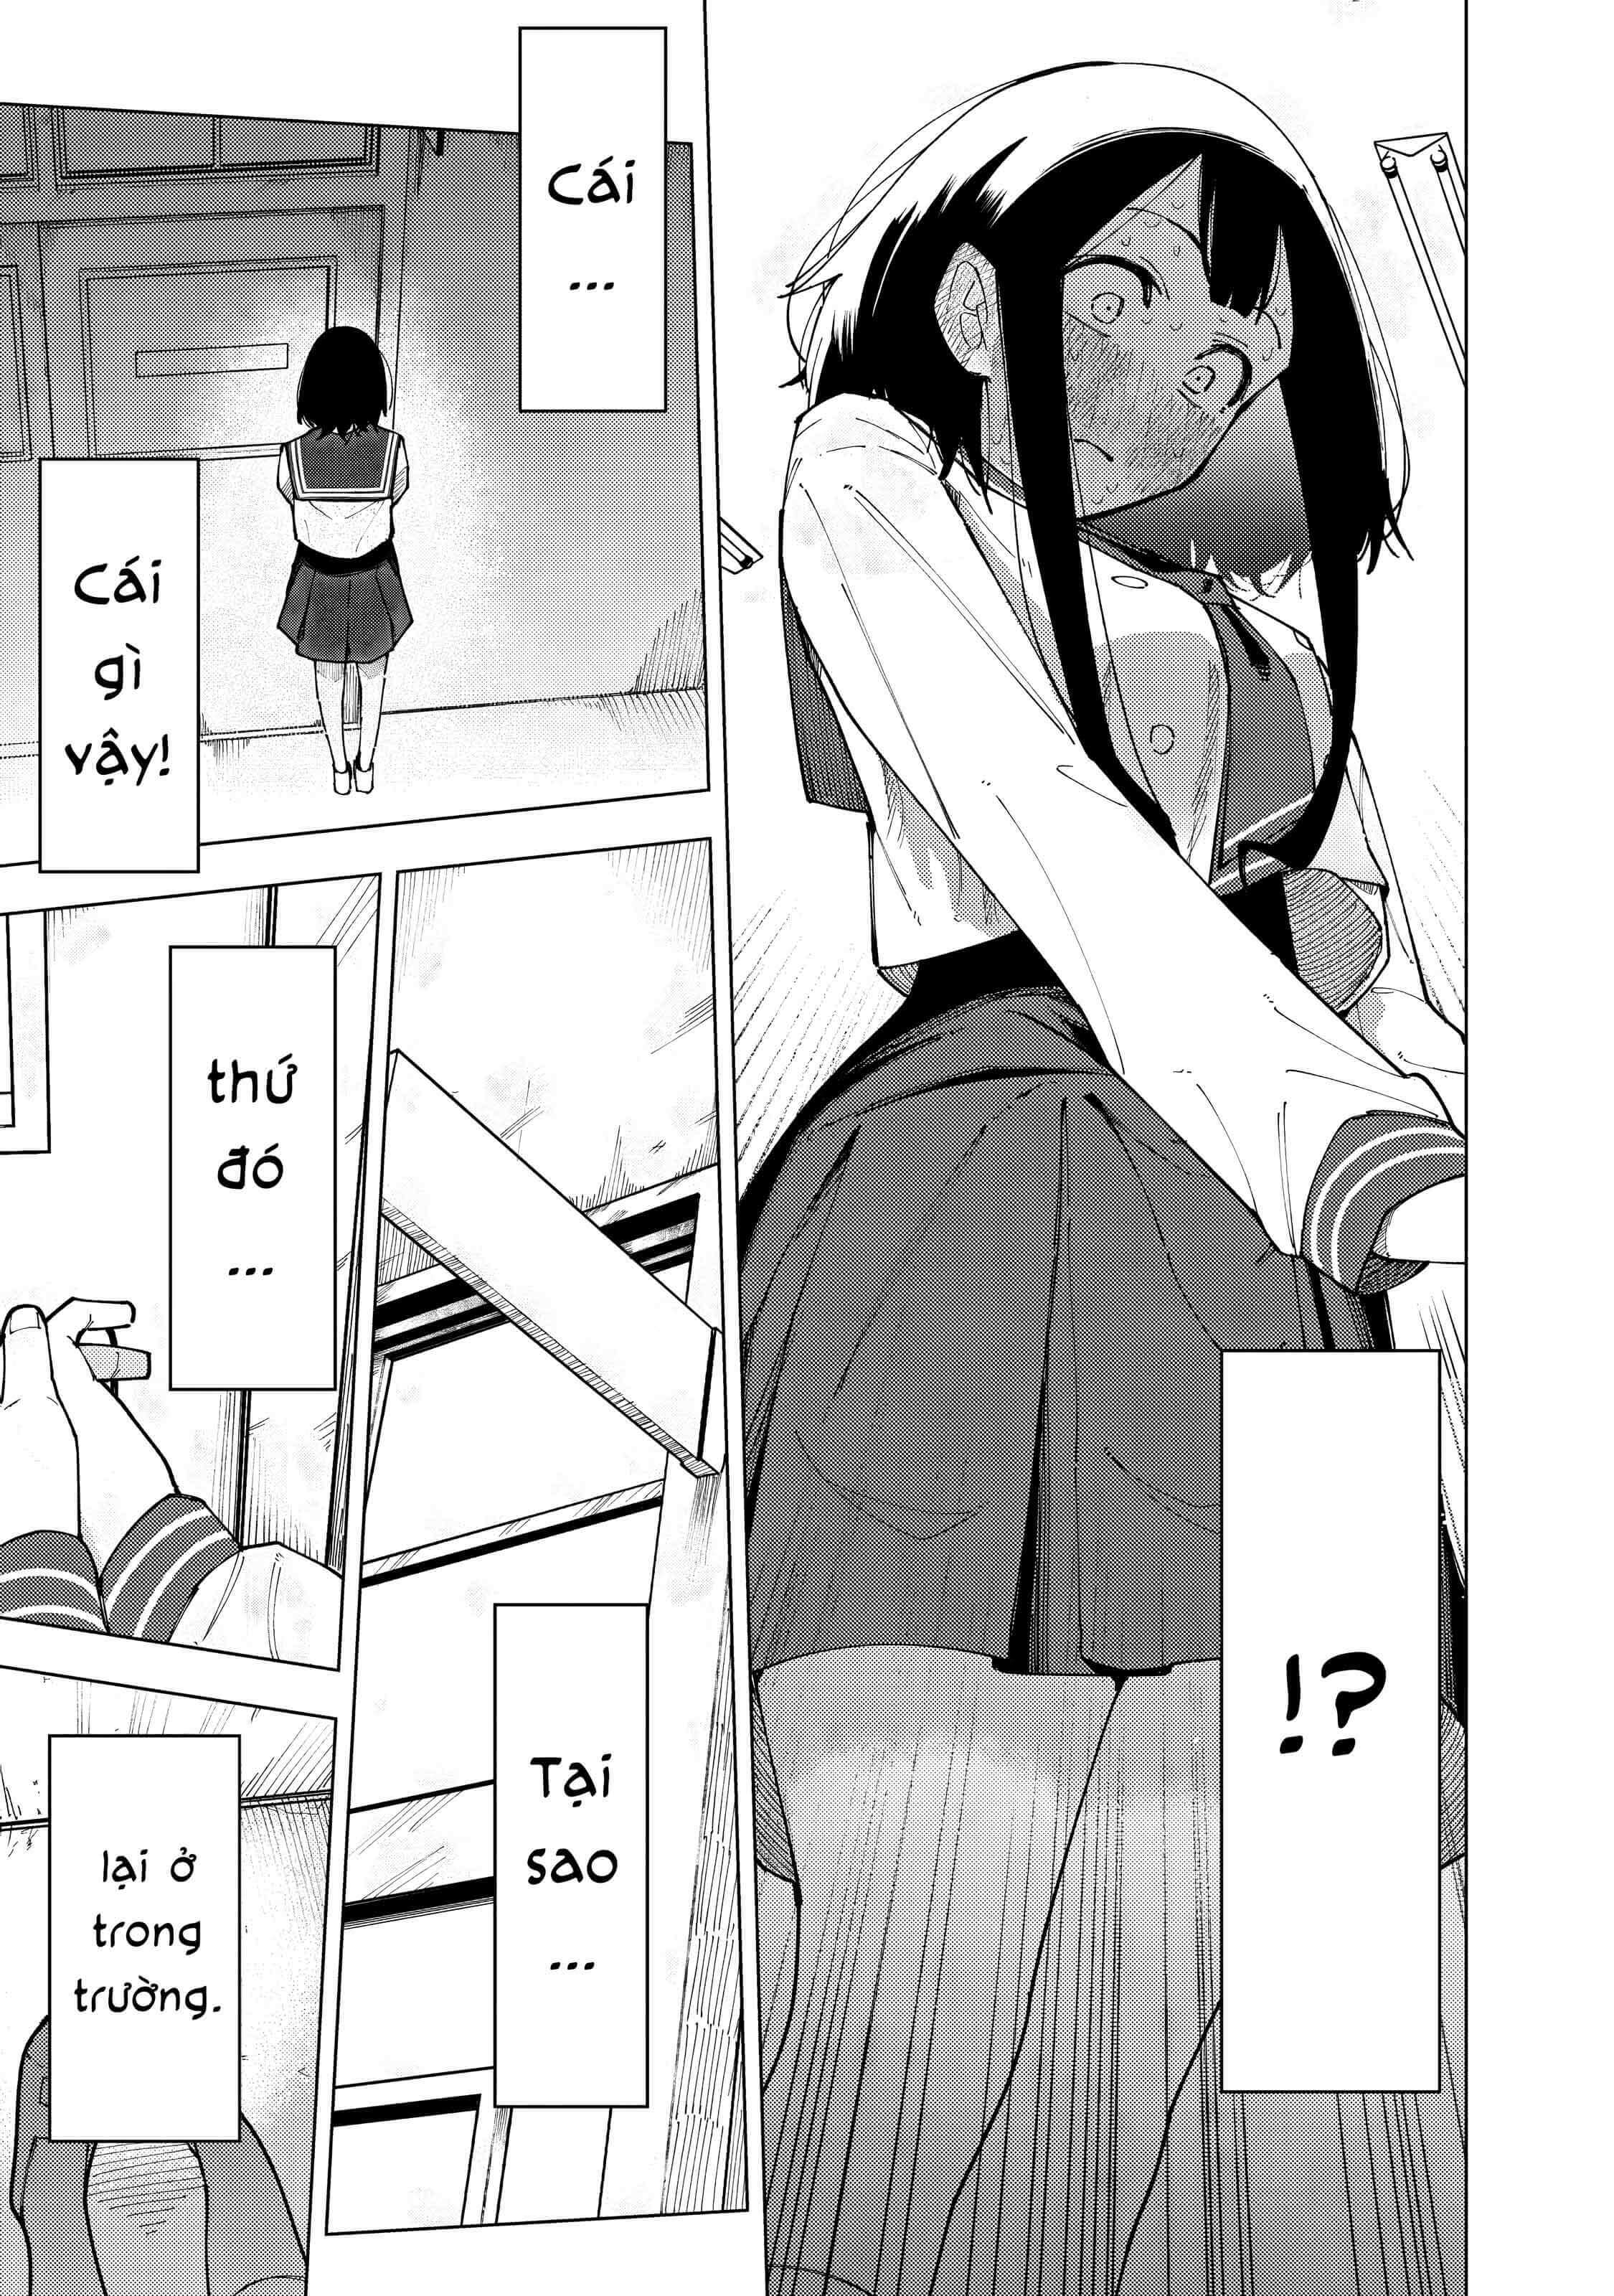 !?
Cái
...
Cái
gì
vậy!
thứ
đó
...
Tại
sao
...
lại ở
trong
trường.